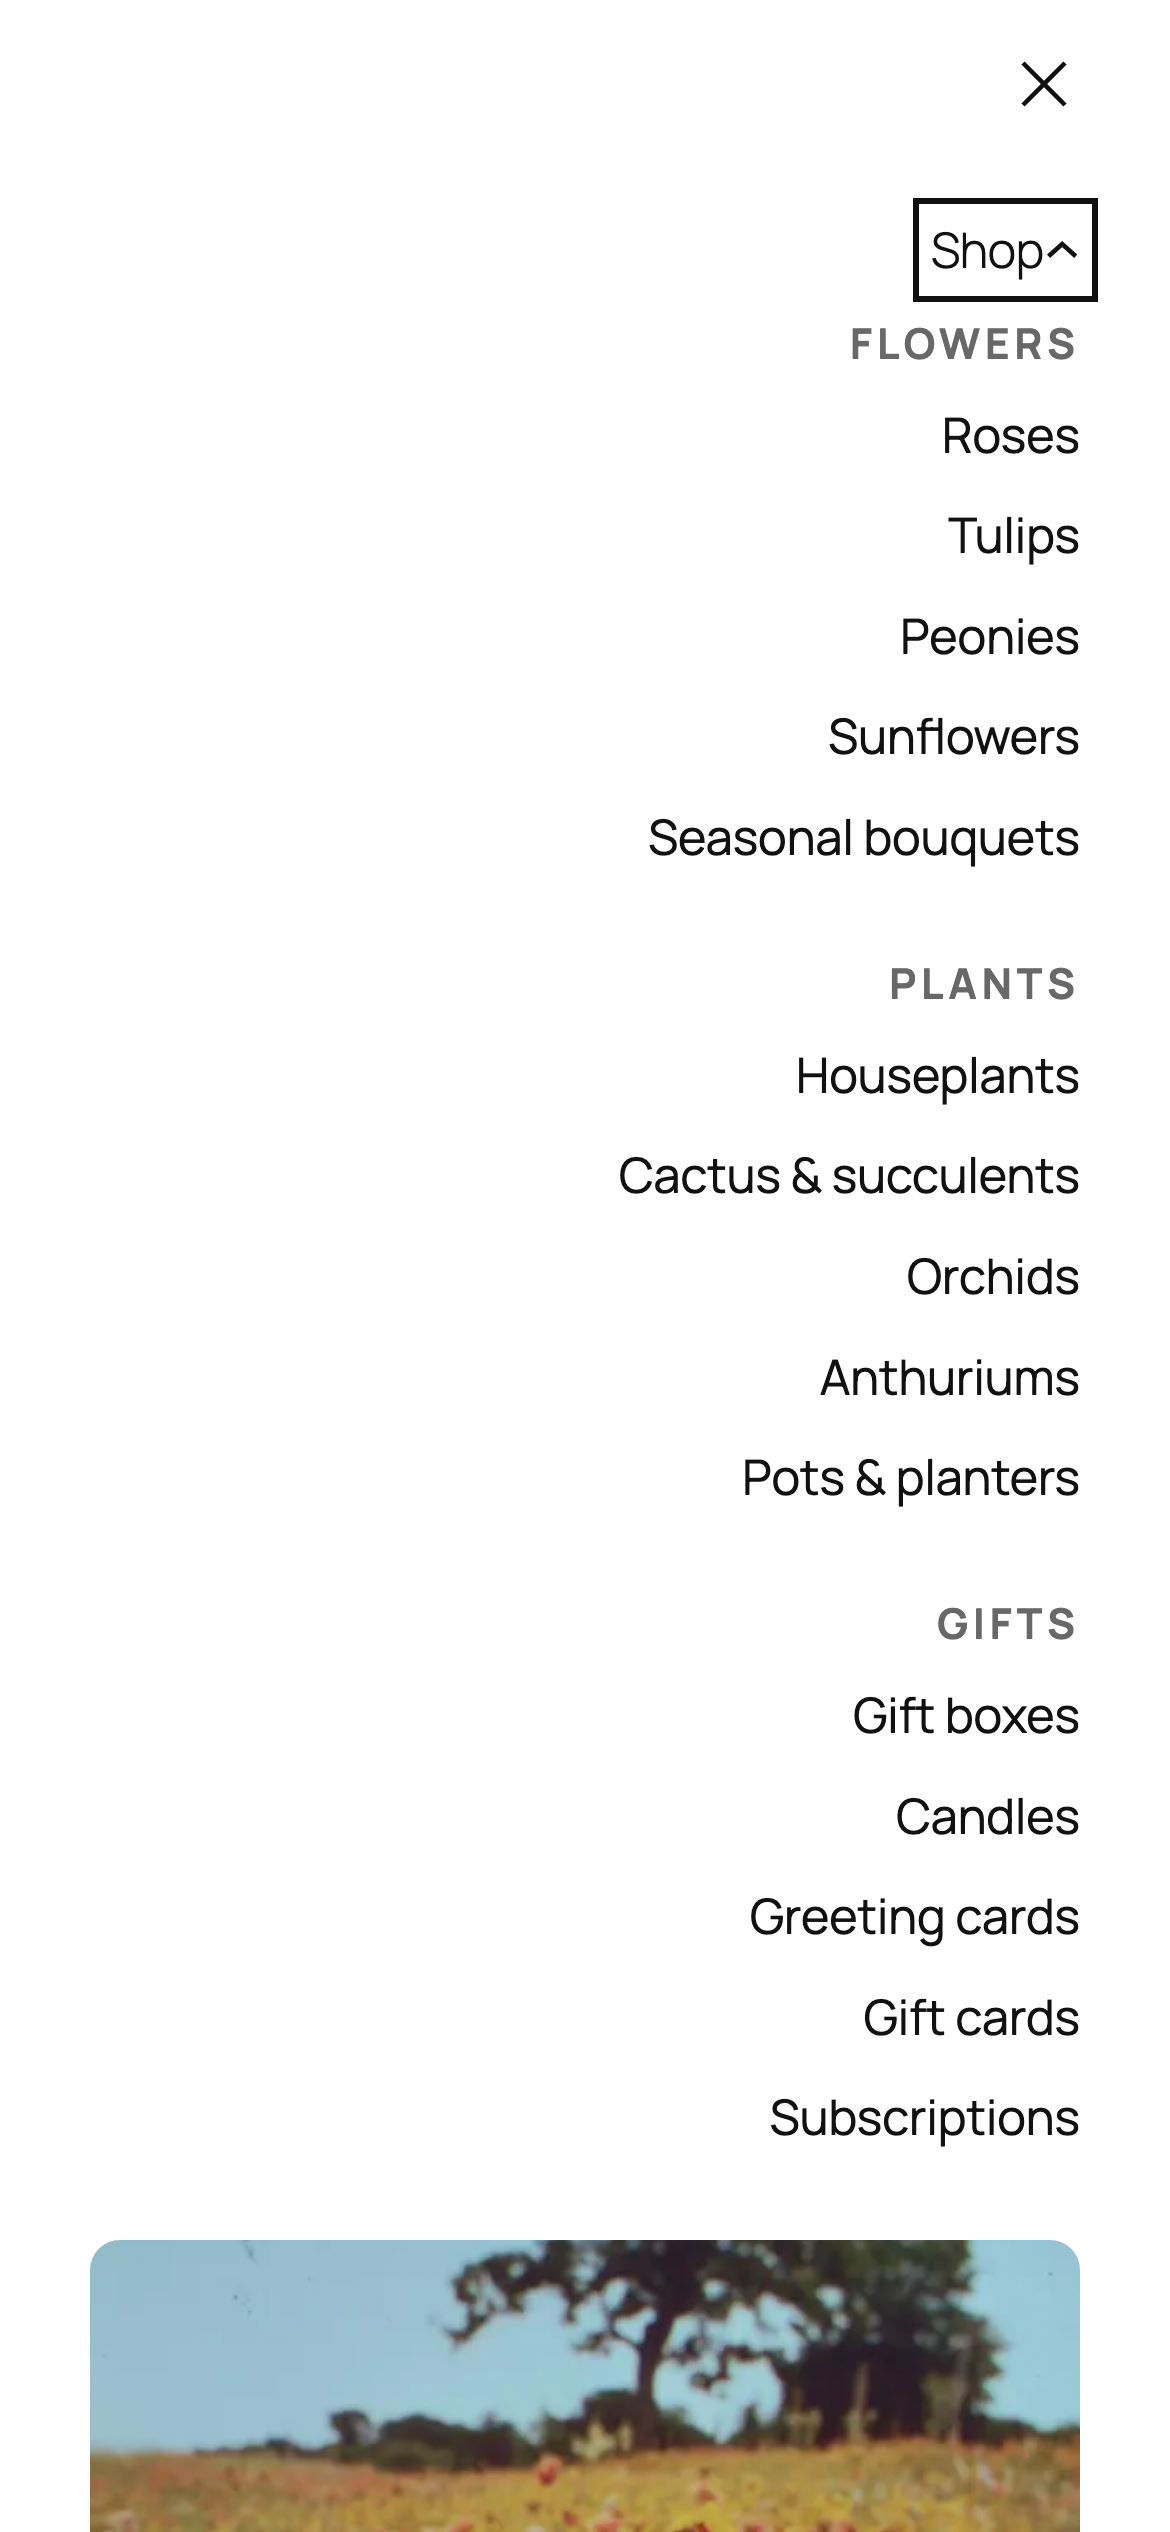 Shop
FLOWERS
Roses
Tulips
Peonies
Sunflowers
Seasonal bouquets
PLANTS
Houseplants
Cactus & succulents
Orchids
Anthuriums
Pots & planters
GIFTS
Gift boxes
Candles
Greeting cards
Gift cards
Subscriptions